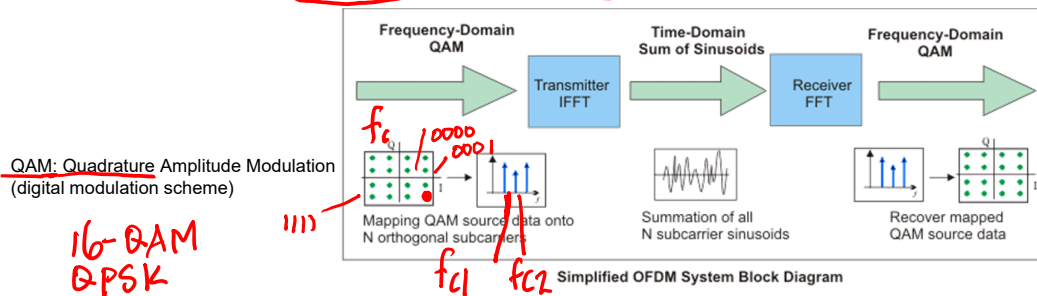 Frequency-Domain
QAM
Time-Domain
Sum of Sinusoids
Frequency-Domain
QAM
Transmitter
IFFT
Receiver
FFT
fc
0000
0001
Q
I
f
Q
f
1111
QAM: Quadrature Amplitude Modulation
(digital modulation scheme)
Mapping QAM source data onto
N orthogonal subcarriers
Summation of all
N subcarrier sinusoids
Recover mapped
QAM source data
16-QAM
QPSK
fc1
fc2
Simplified OFDM System Block Diagram